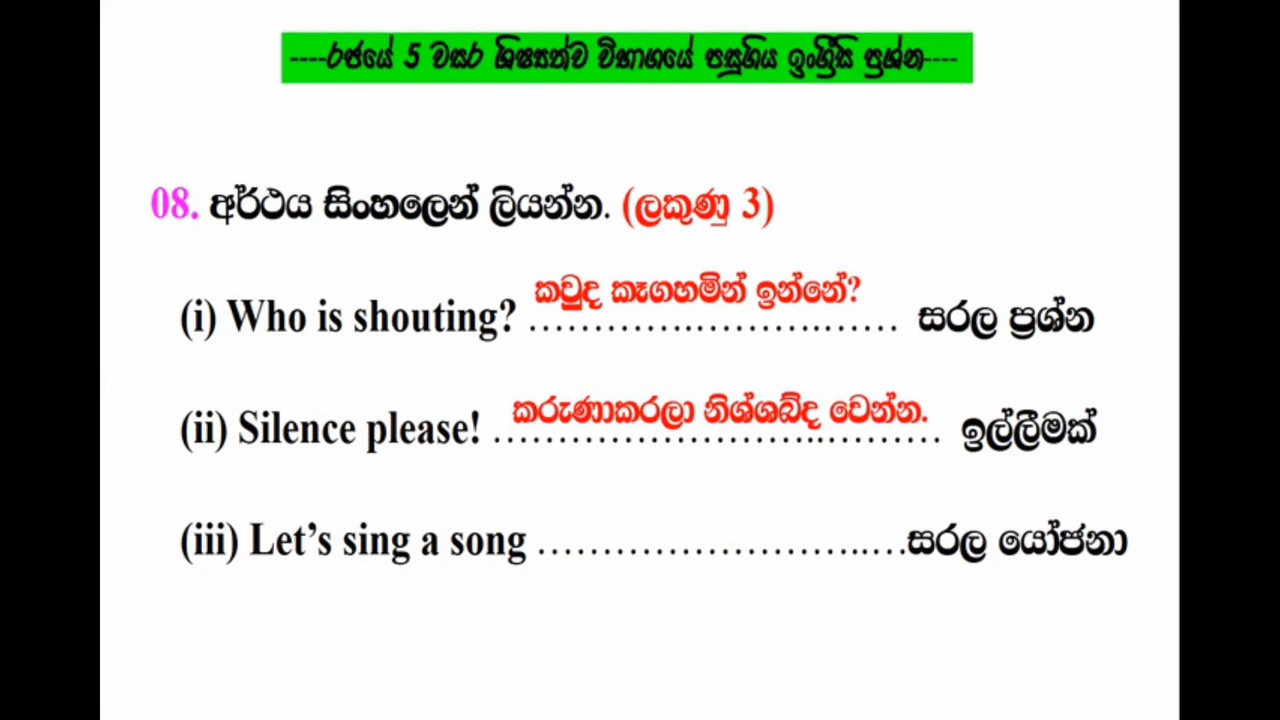 ----රජයේ 5 වසර ශිෂ්‍යත්ව විභාගයේ පසූගිය ඉංග්‍රීසි ප්‍රශ්න----
08. අර්ථය සිංහලෙන් ලියන්න. (ලකුණු 3)
කවුද කෑගහමින් ඉන්නේ?
(i) Who is shouting? ................................ සරල ප්‍රශ්න
කරුණාකරලා නිශ්ශබ්ද වෙන්න.
(ii) Silence please! ...................................... ඉල්ලීමක්
(iii) Let’s sing a song ................................සරල යෝජනා